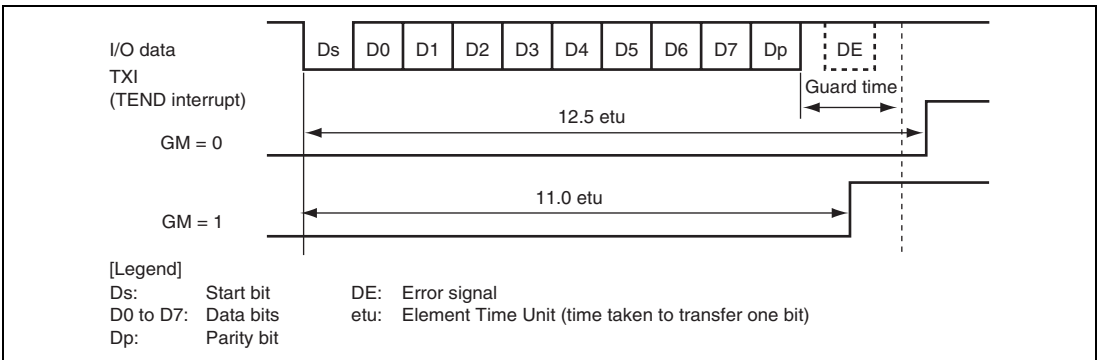 I/O data
Ds D0 D1 D2 D3 D4 D5 D6 D7 Dp DE
TXI
(TEND interrupt)
Guard time
12.5 etu
GM = 0
11.0 etu
GM = 1
[Legend]
Ds: Start bit DE: Error signal
D0 to D7: Data bits etu: Element Time Unit (time taken to transfer one bit)
Dp: Parity bit